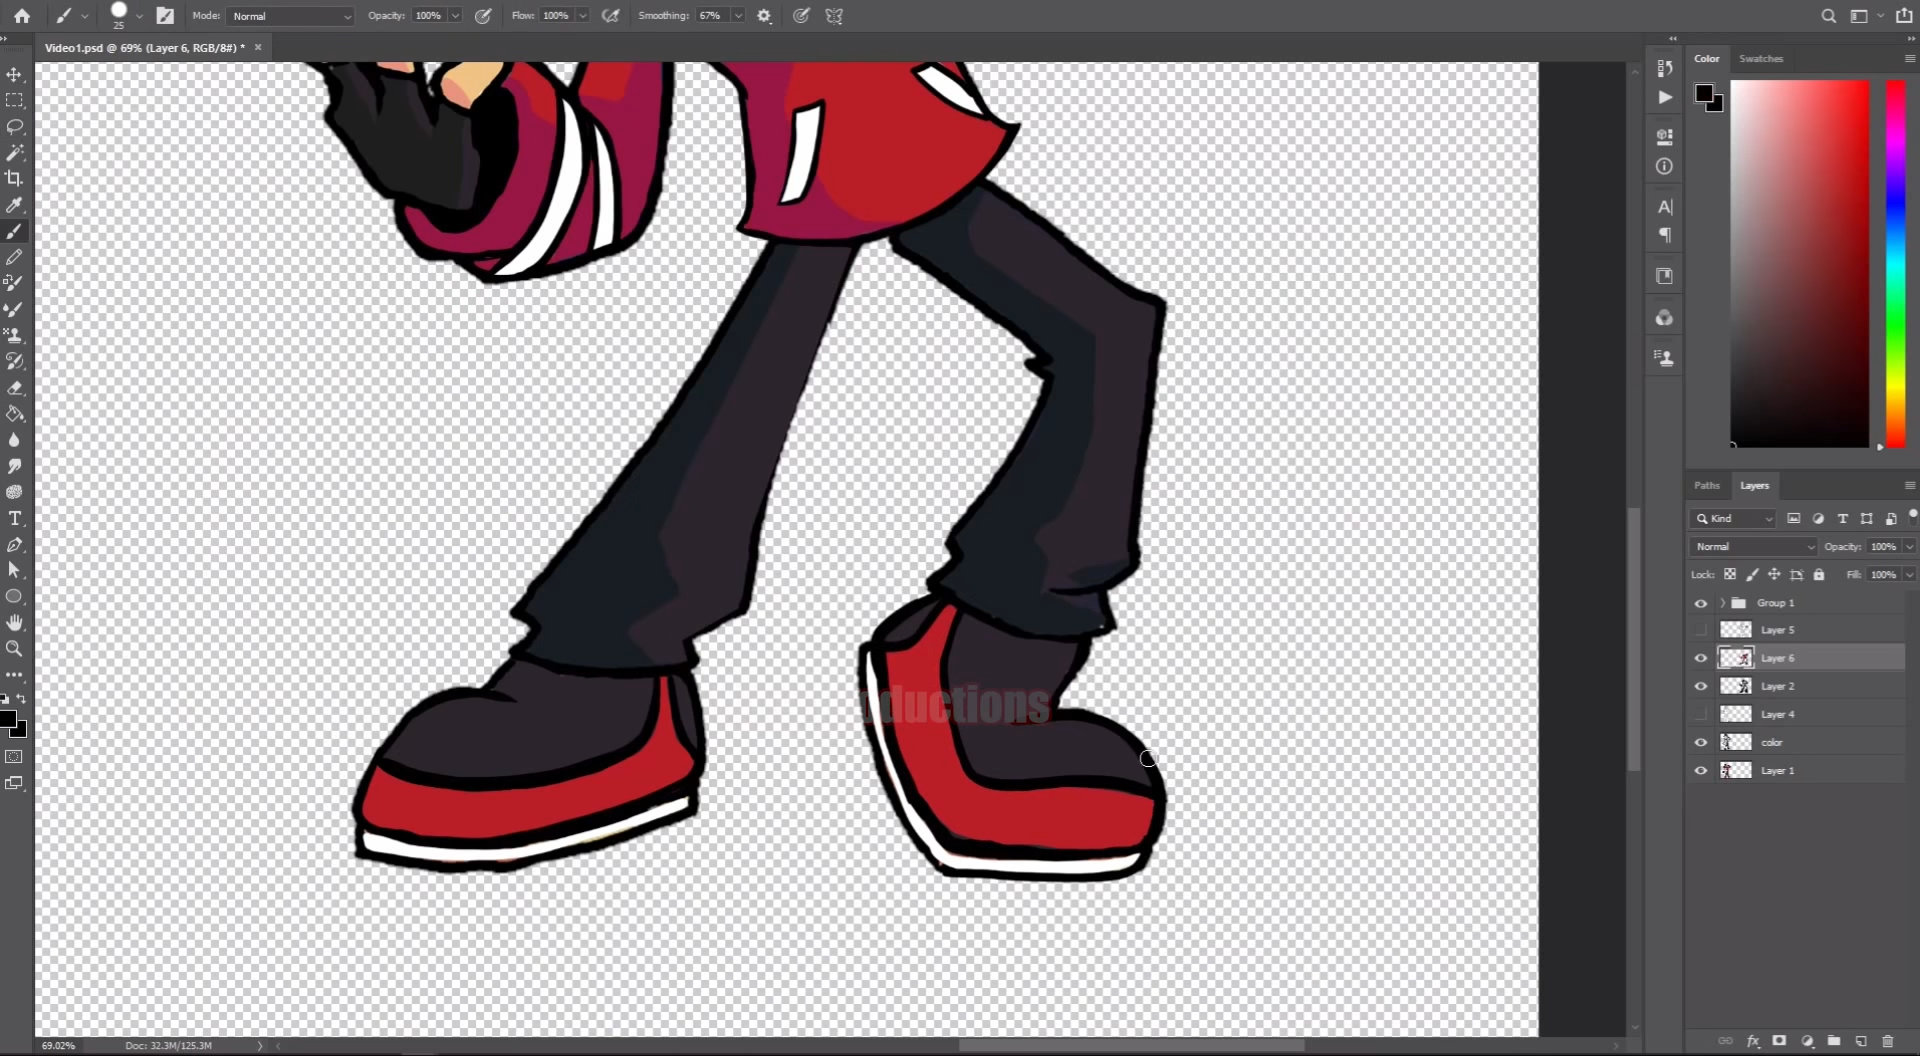 25
Mode: Normal
Opacity: 100%
Flow: 100%
Smoothing: 67%
Video1.psd @ 69% (Layer 6, RGB/8#) *
Color
Swatches
Paths
Layers
Kind
Normal
Opacity: 100%
Lock:
Fill: 100%
Group 1
Layer 5
Layer 6
Layer 2
Layer 4
color
Layer 1
ductions
69.02%
Doc: 32.3M/125.3M